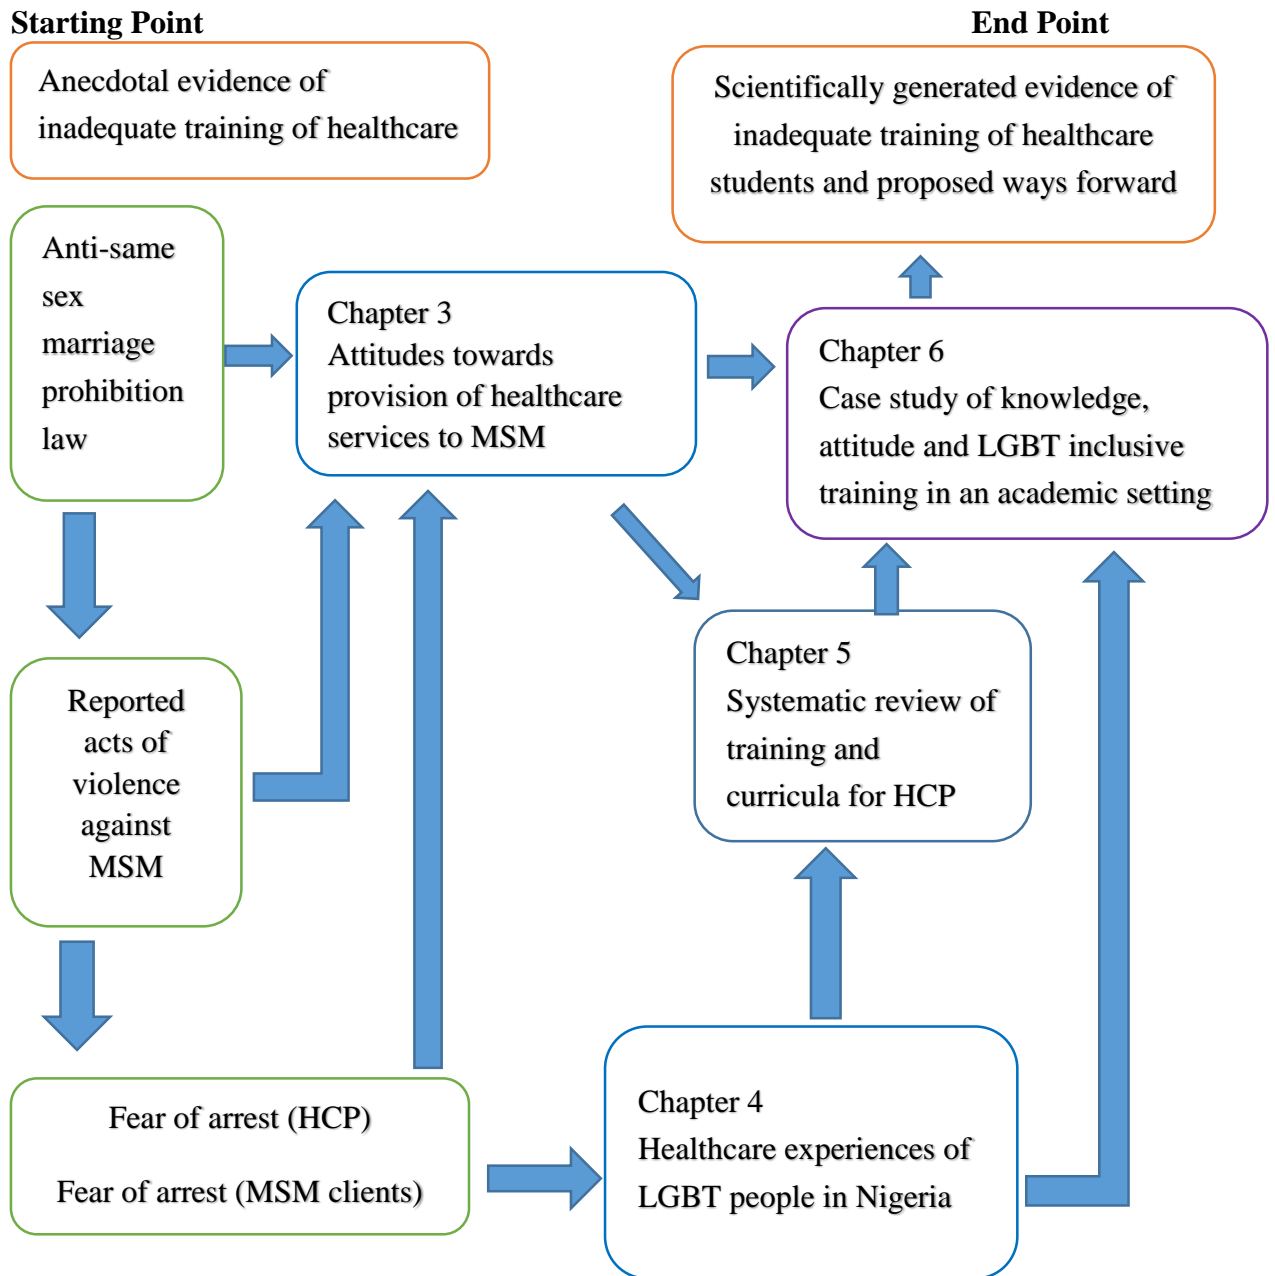 Starting Point
End Point
Anecdotal evidence of
inadequate training of healthcare
Scientifically generated evidence of
inadequate training of healthcare
students and proposed ways forward
Anti-same
sex
marriage
prohibition
law
Chapter 3
Attitudes towards
provision of healthcare
services to MSM
Chapter 6
Case study of knowledge,
attitude and LGBT inclusive
training in an academic setting
Reported
acts of
violence
against
MSM
Chapter 5
Systematic review of
training and
curricula for HCP
Fear of arrest (HCP)
Fear of arrest (MSM clients)
Chapter 4
Healthcare experiences of
LGBT people in Nigeria